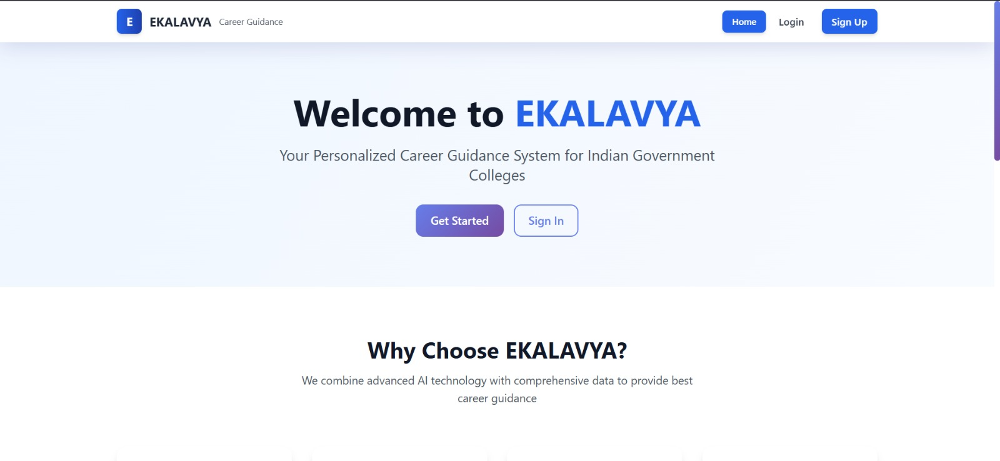 E EKALAVYA Career Guidance Home Login Sign Up
Welcome to EKALAVYA
Your Personalized Career Guidance System for Indian Government
Colleges
Get Started Sign In
Why Choose EKALAVYA?
We combine advanced AI technology with comprehensive data to provide best
career guidance